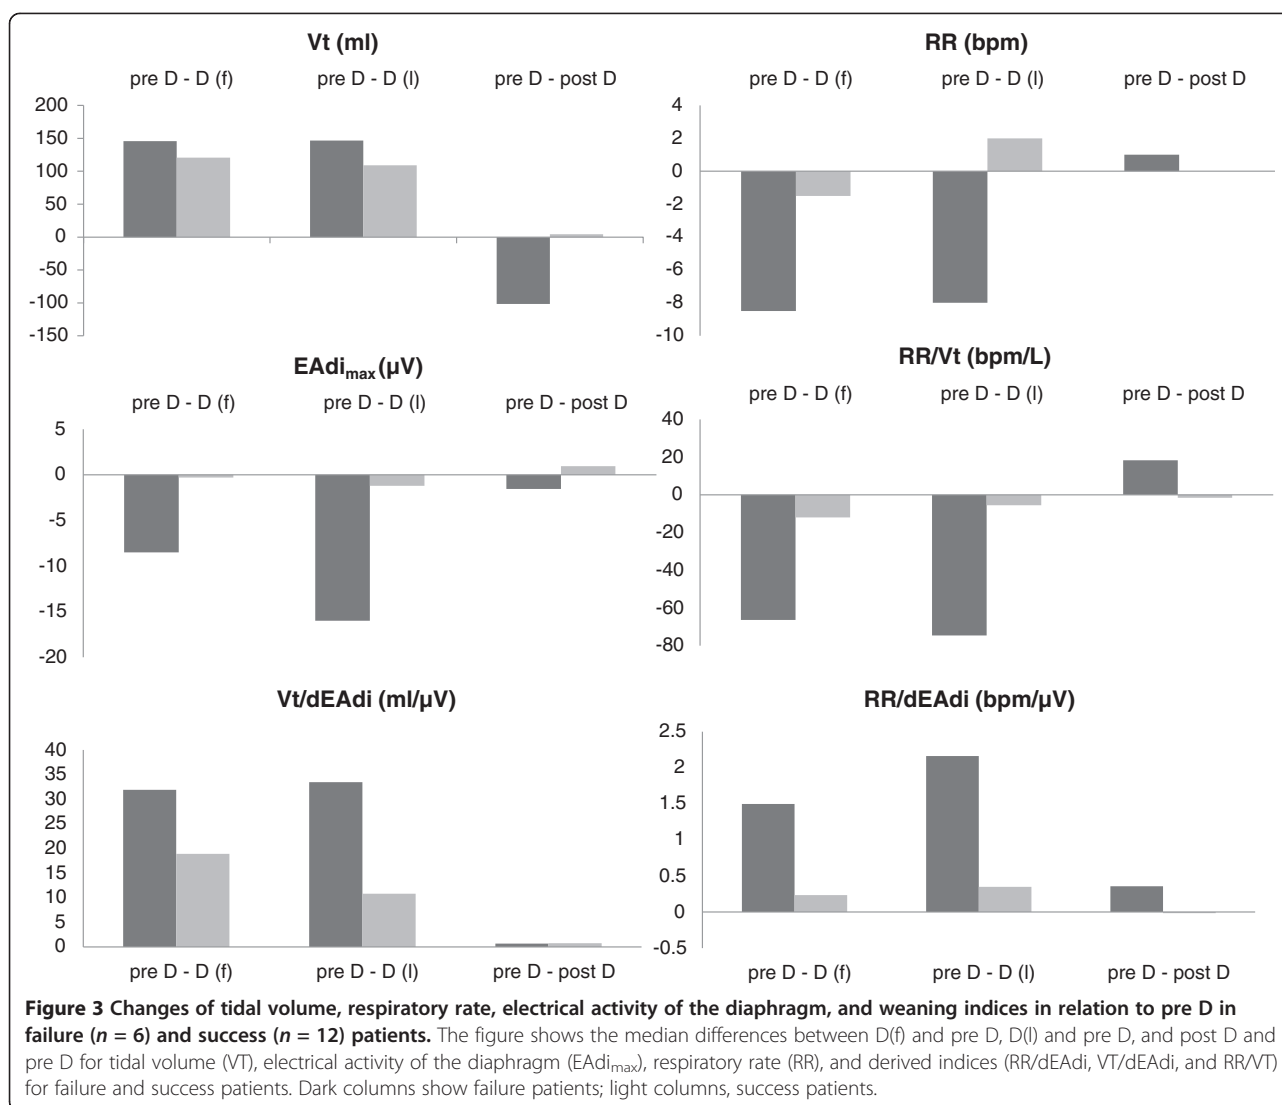 Vt (ml)
pre D - D (f) pre D - D (l) pre D - post D
200
150
100
50
0
-50
-100
-150
RR (bpm)
pre D - D (f) pre D - D (l) pre D - post D
4
2
0
-2
-4
-6
-8
-10
EAdimax (µV)
pre D - D (f) pre D - D (l) pre D - post D
5
0
-5
-10
-15
-20
RR/Vt (bpm/L)
pre D - D (f) pre D - D (l) pre D - post D
40
20
0
-20
-40
-60
-80
Vt/dEAdi (ml/µV)
40
35
30
25
20
15
10
5
0
pre D - D (f) pre D - D (l) pre D - post D
RR/dEAdi (bpm/µV)
2.5
2
1.5
1
0.5
0
-0.5
pre D - D (f) pre D - D (l) pre D - post D
Figure 3 Changes of tidal volume, respiratory rate, electrical activity of the diaphragm, and weaning indices in relation to pre D in
failure (n = 6) and success (n = 12) patients. The figure shows the median differences between D(f) and pre D, D(l) and pre D, and post D and
pre D for tidal volume (VT), electrical activity of the diaphragm (EAdimax), respiratory rate (RR), and derived indices (RR/dEAdi, VT/dEAdi, and RR/VT)
for failure and success patients. Dark columns show failure patients; light columns, success patients.